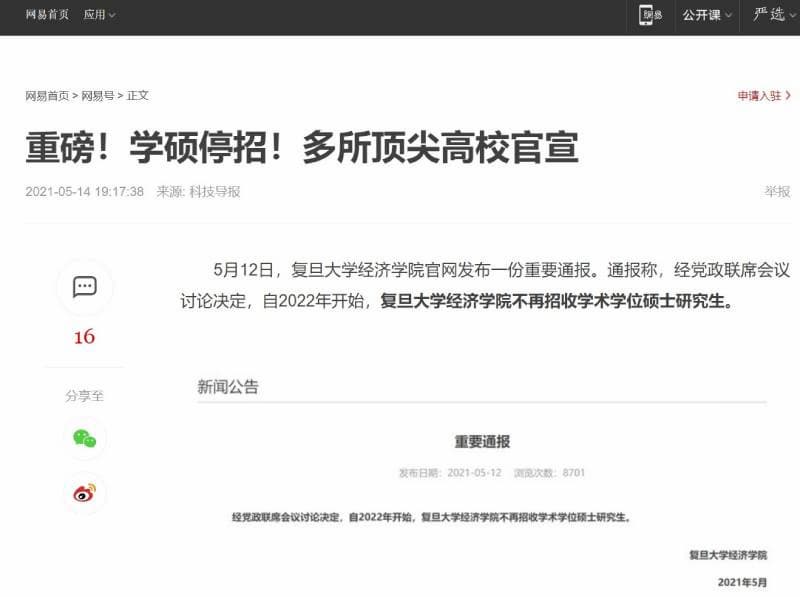 网易首页 应用
网易 公开课 严选
网易首页 > 网易号 > 正文
申请入驻
重磅！学硕停招！多所顶尖高校官宣
2021-05-14 19:17:38 来源: 科技导报
举报
5月12日，复旦大学经济学院官网发布一份重要通报。通报称，经党政联席会议
讨论决定，自2022年开始，复旦大学经济学院不再招收学术学位硕士研究生。
16
分享至
新闻公告
重要通报
发布日期: 2021-05-12 浏览次数: 8701
经党政联席会议讨论决定，自2022年开始，复旦大学经济学院不再招收学术学位硕士研究生。
复旦大学经济学院
2021年5月